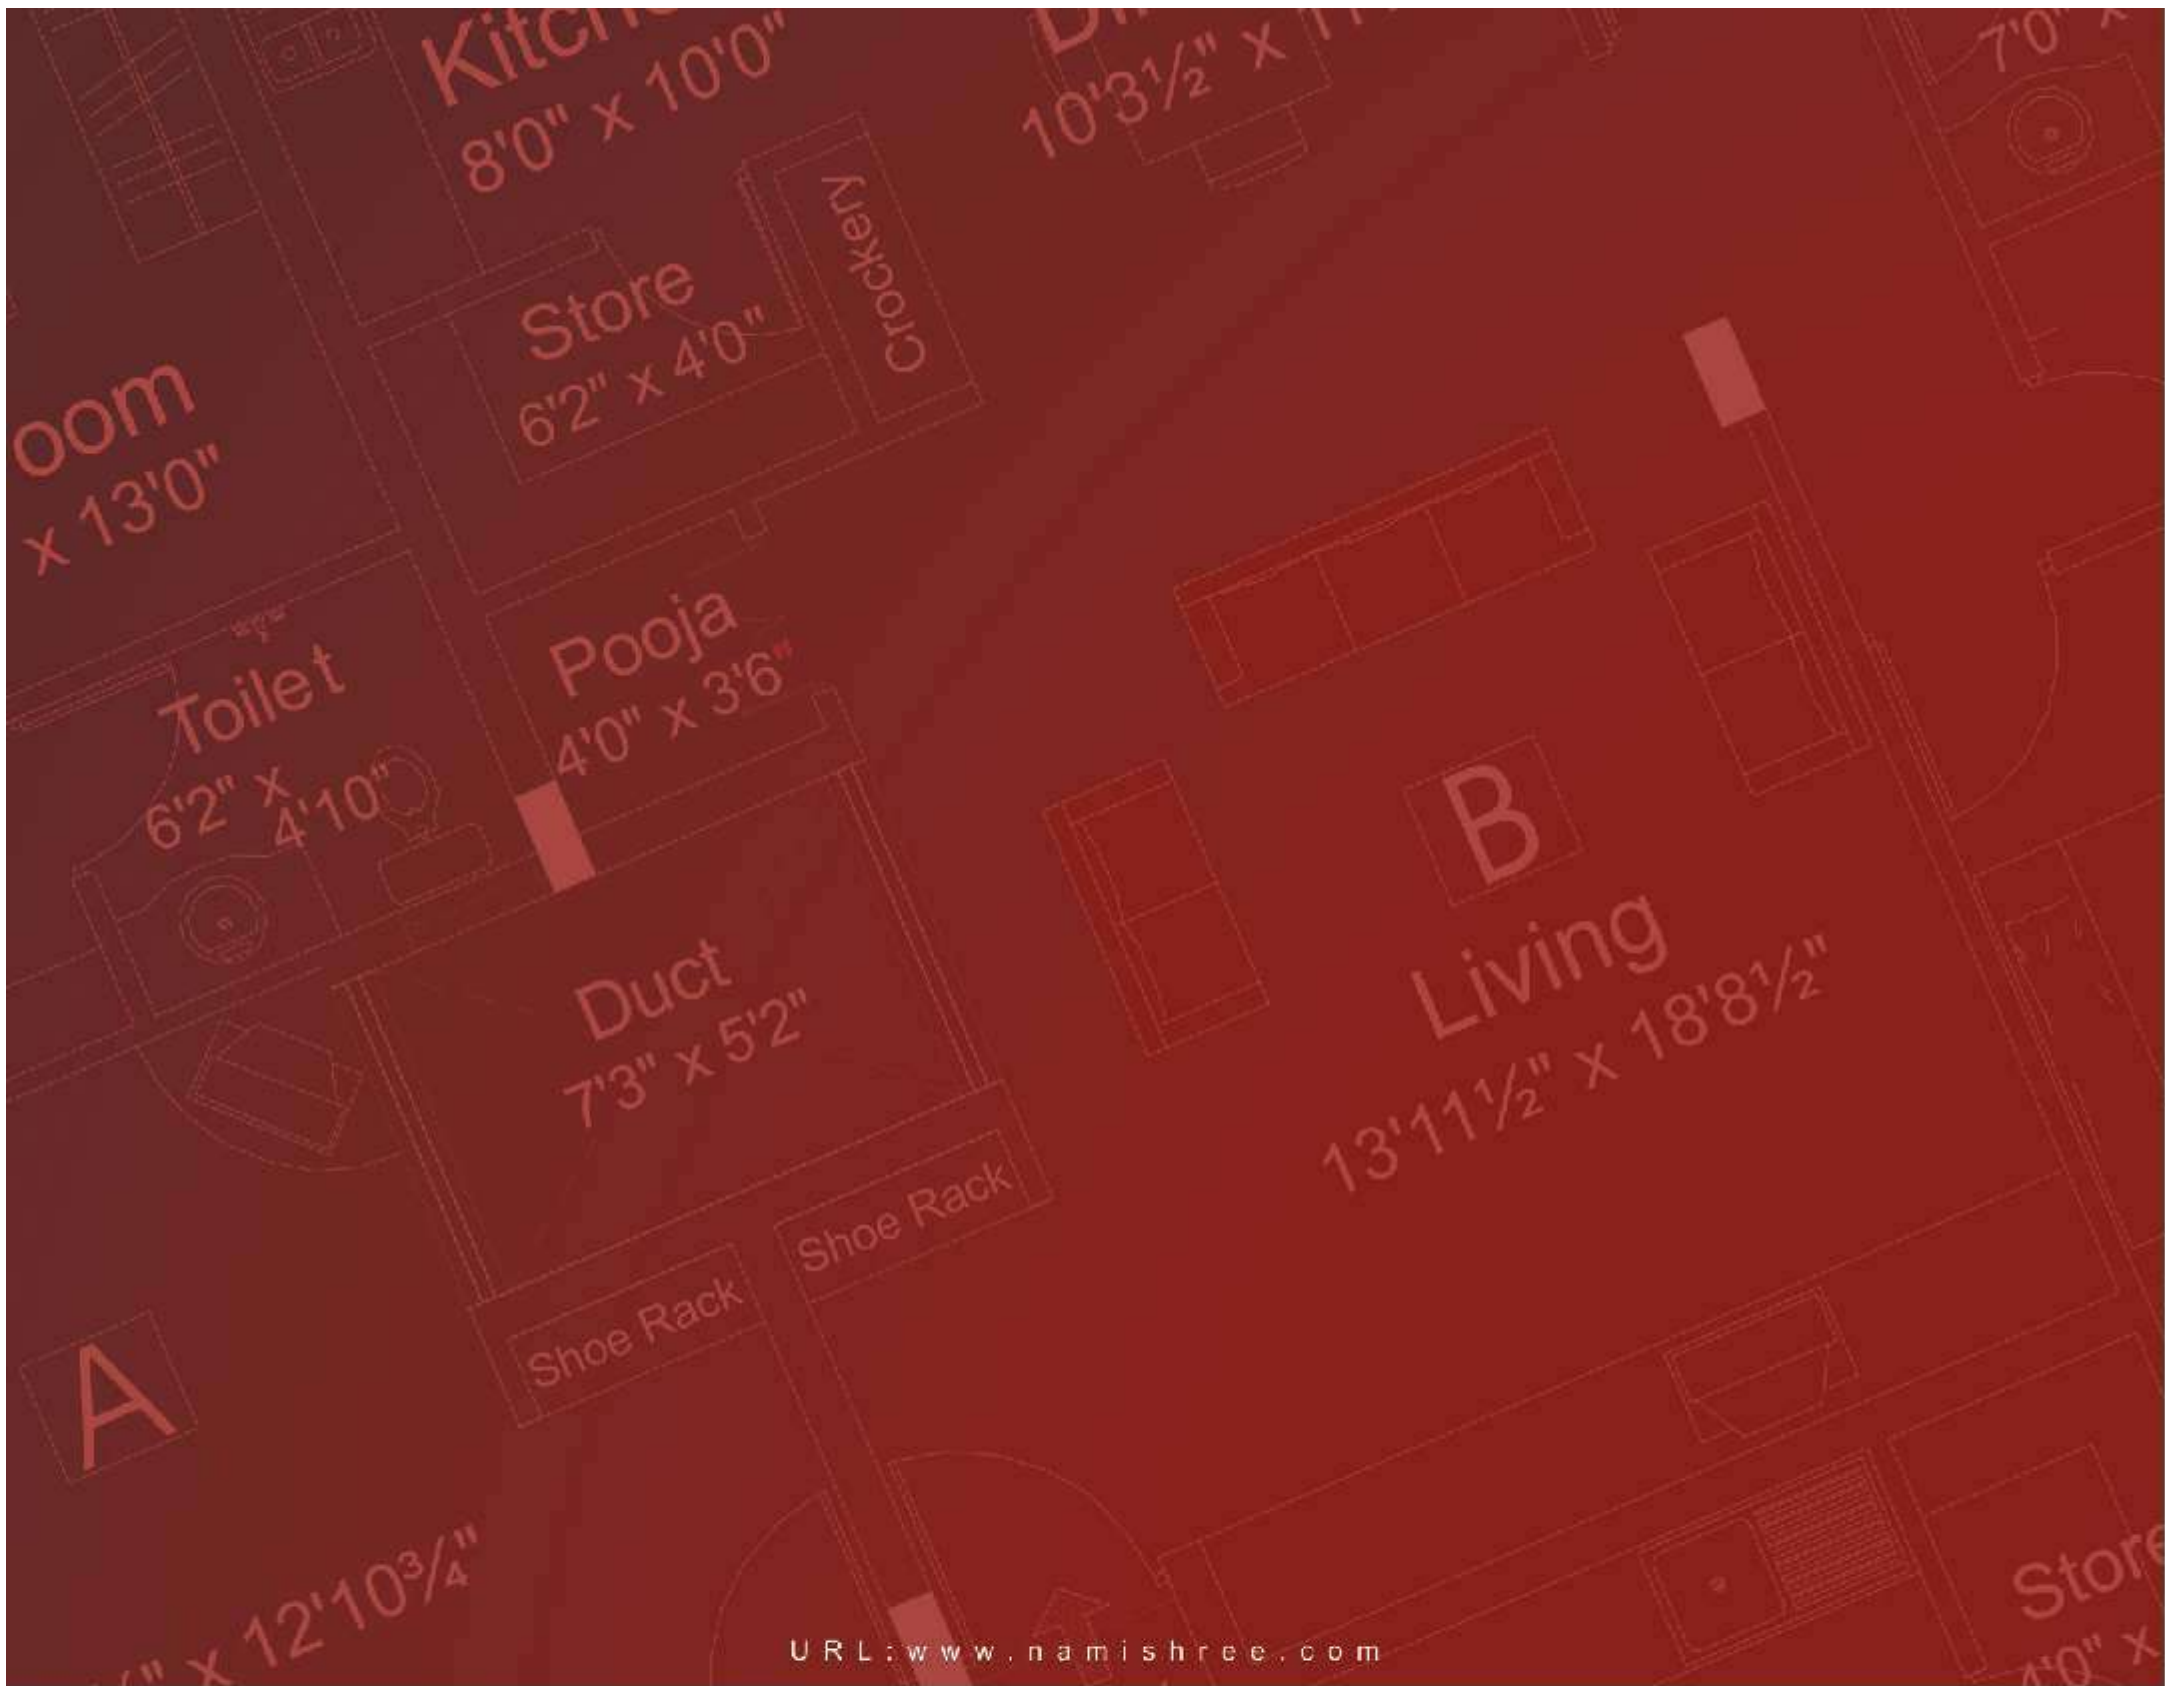 8'0" x 10'0"
10'3½" x
7'0" x
Crockery
Store
6'2" x 4'0"
oom
x 13'0"
Pooja
4'0" x 3'6"
Toilet
6'2" x
4'10"
B
Living
13'11½" x 18'8½"
Duct
7'3" x 5'2"
Shoe Rack
Shoe Rack
A
" x 12'10¾"
Store
4'0" x
URL:www.namishree.com